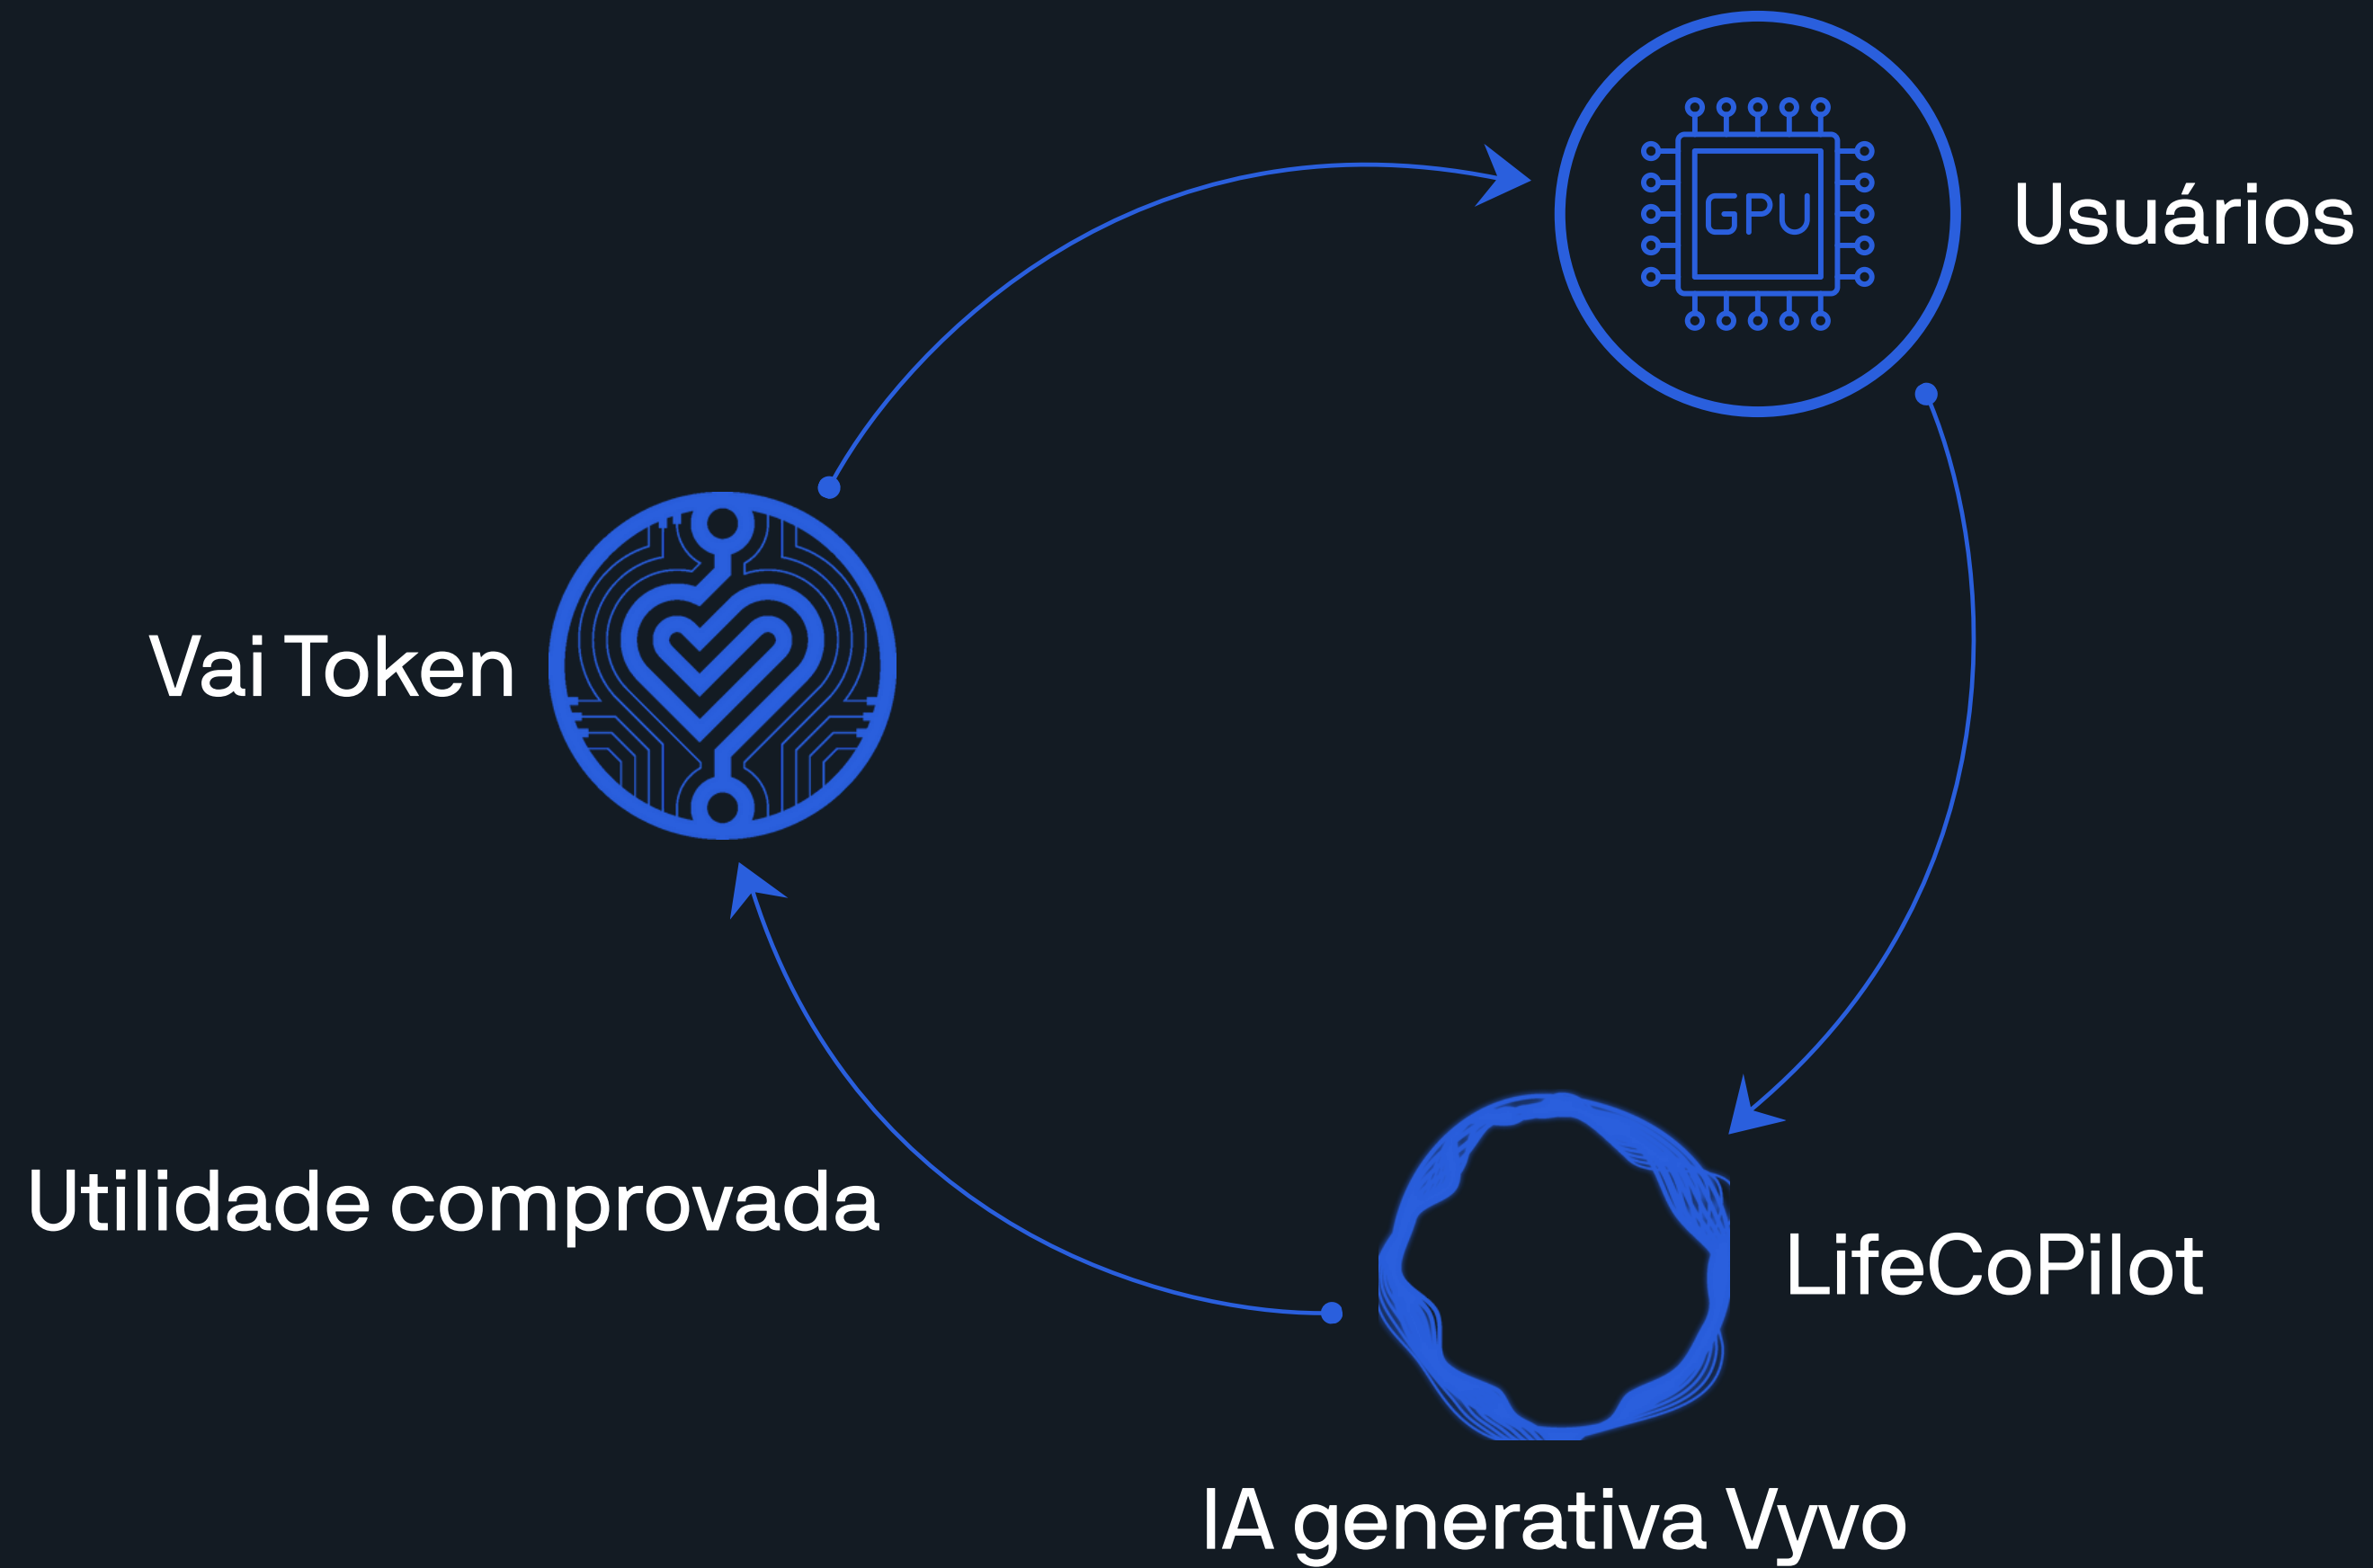 GPU
Usuários
Vai Token
Utilidade comprovada
LifeCoPilot
IA generativa Vyvo